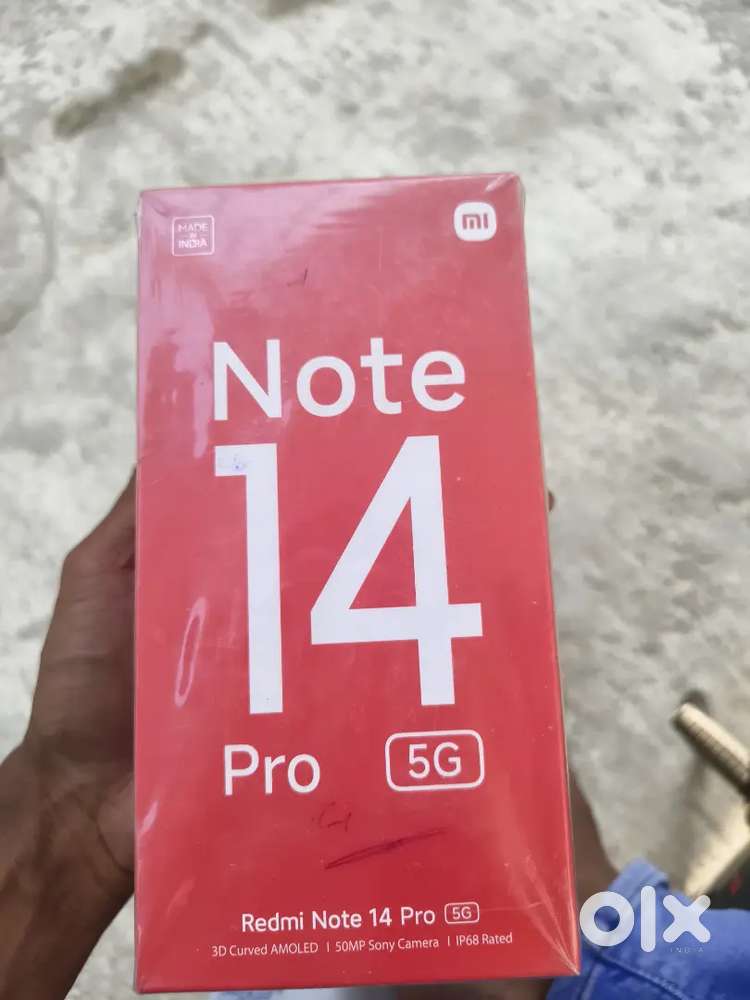 MADE
IN
INDIA
mi
Note
14
Pro 5G
Redmi Note 14 Pro 5G
3D Curved AMOLED | 50MP Sony Camera | IP68 Rated
olx
INDIA